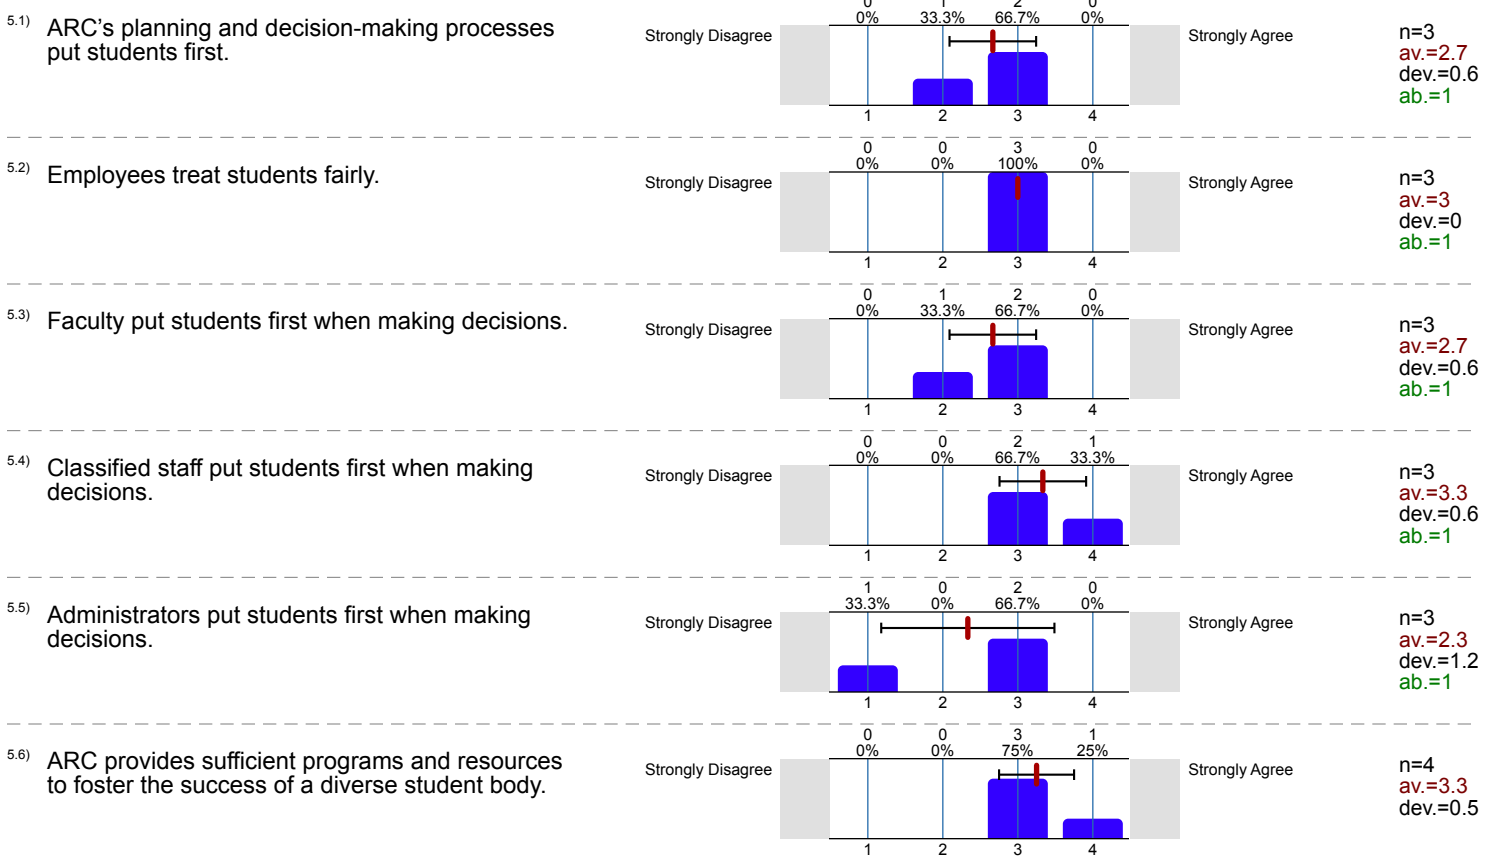 0 1 2 0
0% 33.3% 66.7% 0%
5.1) ARC’s planning and decision-making processes
put students first.
Strongly Disagree
Strongly Agree
n=3
av.=2.7
dev.=0.6
ab.=1
1 2 3 4
0 0 3 0
0% 0% 100% 0%
5.2) Employees treat students fairly.
Strongly Disagree
Strongly Agree
n=3
av.=3
dev.=0
ab.=1
1 2 3 4
0 1 2 0
0% 33.3% 66.7% 0%
5.3) Faculty put students first when making decisions.
Strongly Disagree
Strongly Agree
n=3
av.=2.7
dev.=0.6
ab.=1
1 2 3 4
0 0 2 1
0% 0% 66.7% 33.3%
5.4) Classified staff put students first when making
decisions.
Strongly Disagree
Strongly Agree
n=3
av.=3.3
dev.=0.6
ab.=1
1 2 3 4
1 0 2 0
33.3% 0% 66.7% 0%
5.5) Administrators put students first when making
decisions.
Strongly Disagree
Strongly Agree
n=3
av.=2.3
dev.=1.2
ab.=1
1 2 3 4
0 0 3 1
0% 0% 75% 25%
5.6) ARC provides sufficient programs and resources
to foster the success of a diverse student body.
Strongly Disagree
Strongly Agree
n=4
av.=3.3
dev.=0.5
1 2 3 4